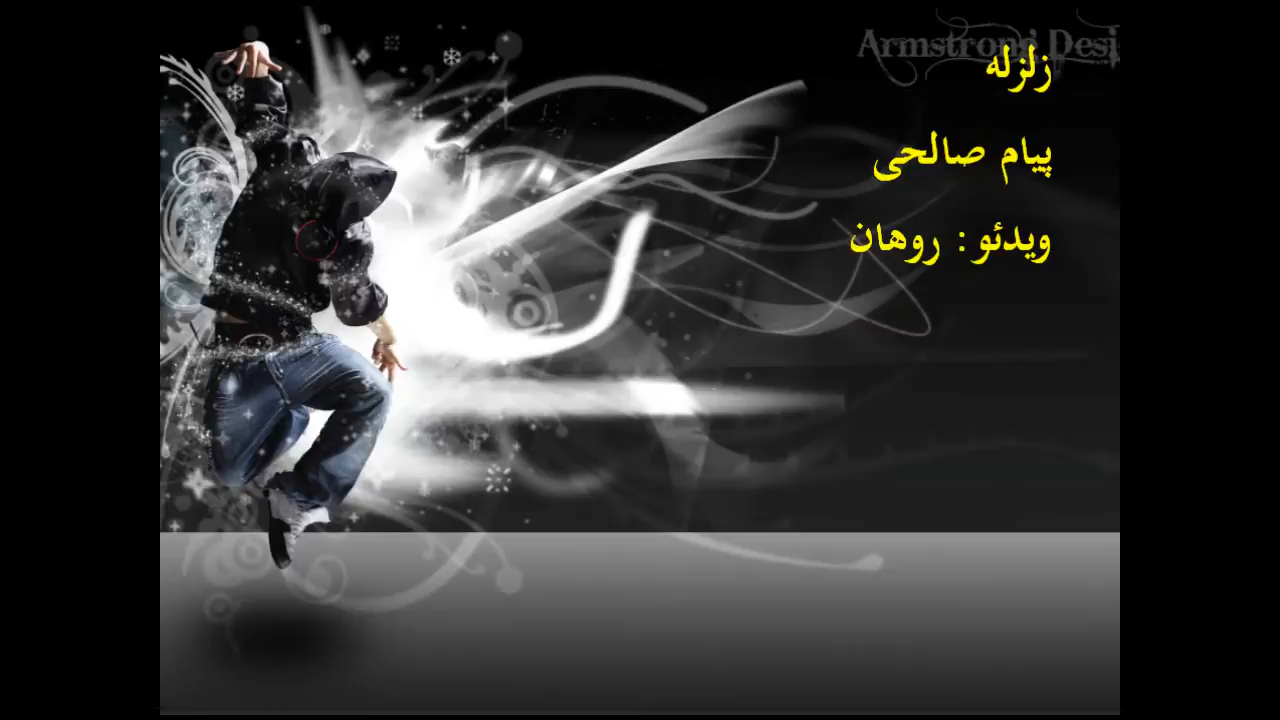 Armstrong Desi
زلزله
پیام صالحی
ویدئو : روهان